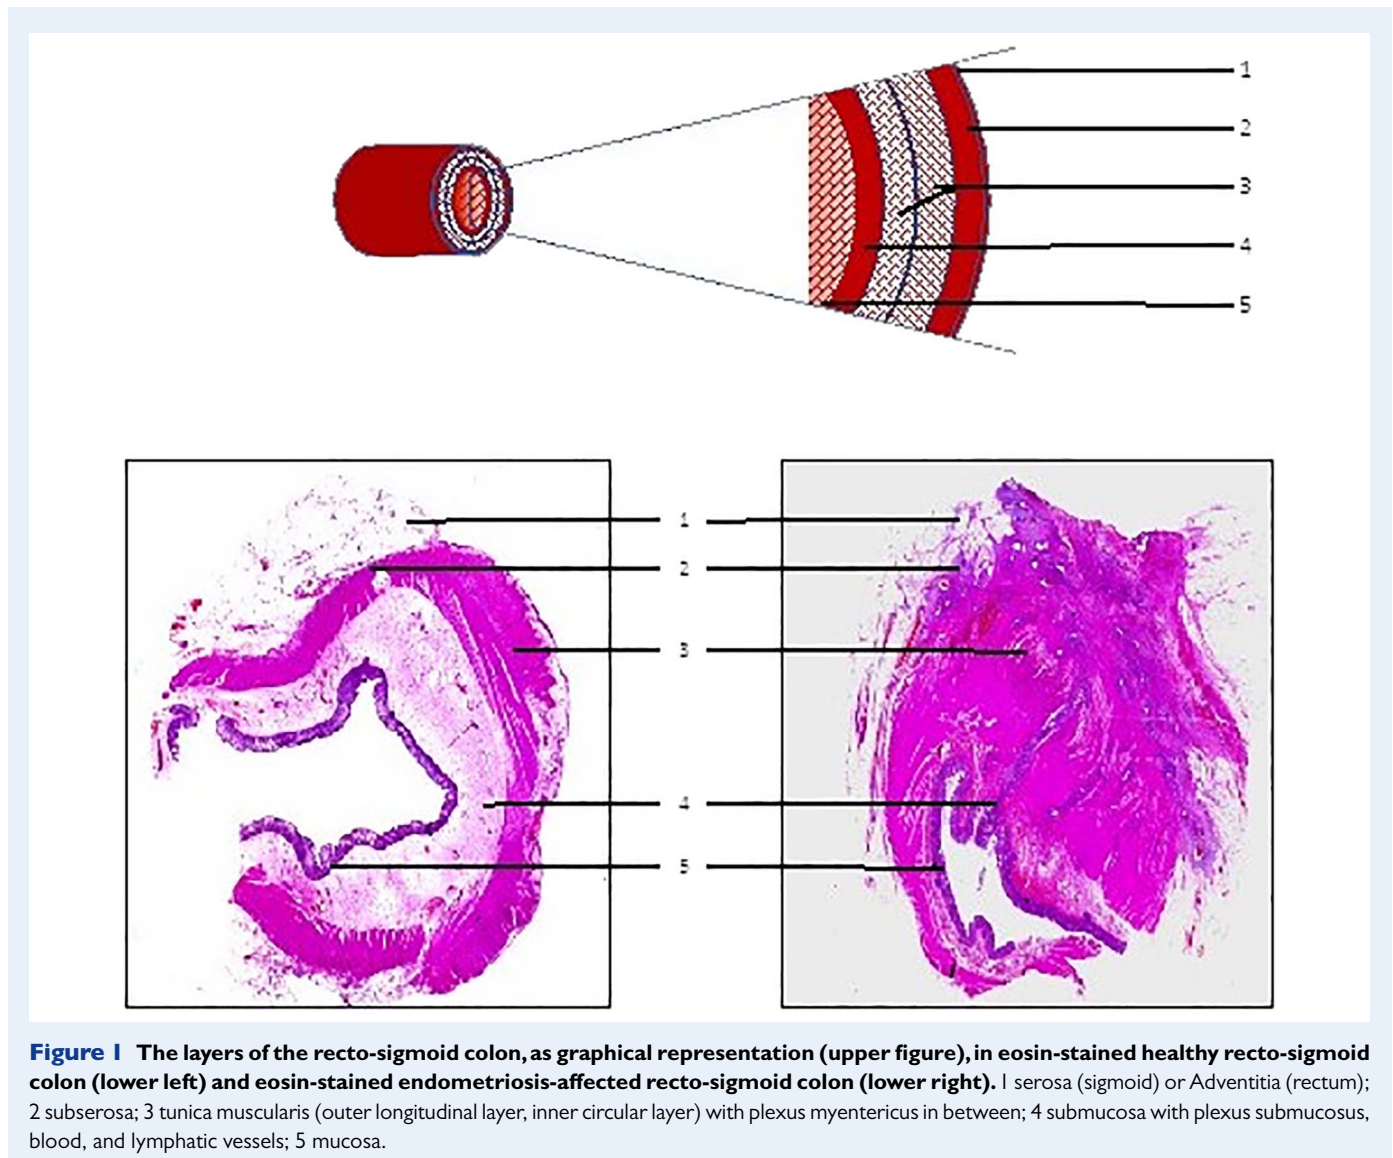 1
2
3
4
5
1
2
3
4
5
Figure 1 The layers of the recto-sigmoid colon, as graphical representation (upper figure), in eosin-stained healthy recto-sigmoid
colon (lower left) and eosin-stained endometriosis-affected recto-sigmoid colon (lower right). 1 serosa (sigmoid) or Adventitia (rectum);
2 subserosa; 3 tunica muscularis (outer longitudinal layer, inner circular layer) with plexus myentericus in between; 4 submucosa with plexus submucosus,
blood, and lymphatic vessels; 5 mucosa.